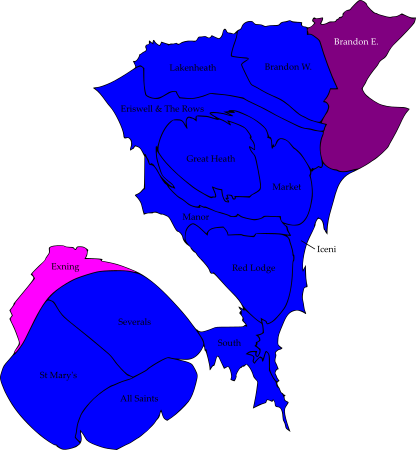 Brandon E.
Lakenheath
Brandon W.
Eriswell & The Rows
Great Heath
Market
Manor
Iceni
Red Lodge
Exning
Severals
South
St Mary's
All Saints